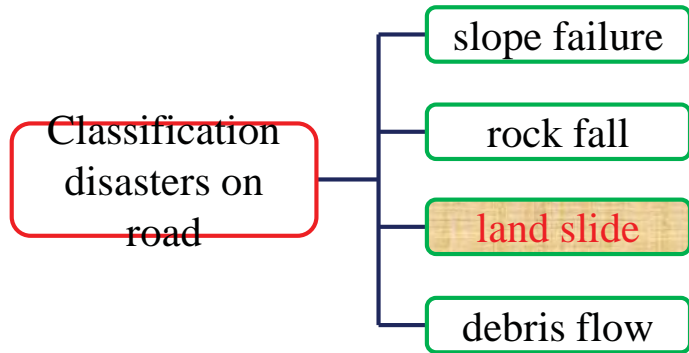 Classification
disasters on
road
slope failure
rock fall
land slide
debris flow